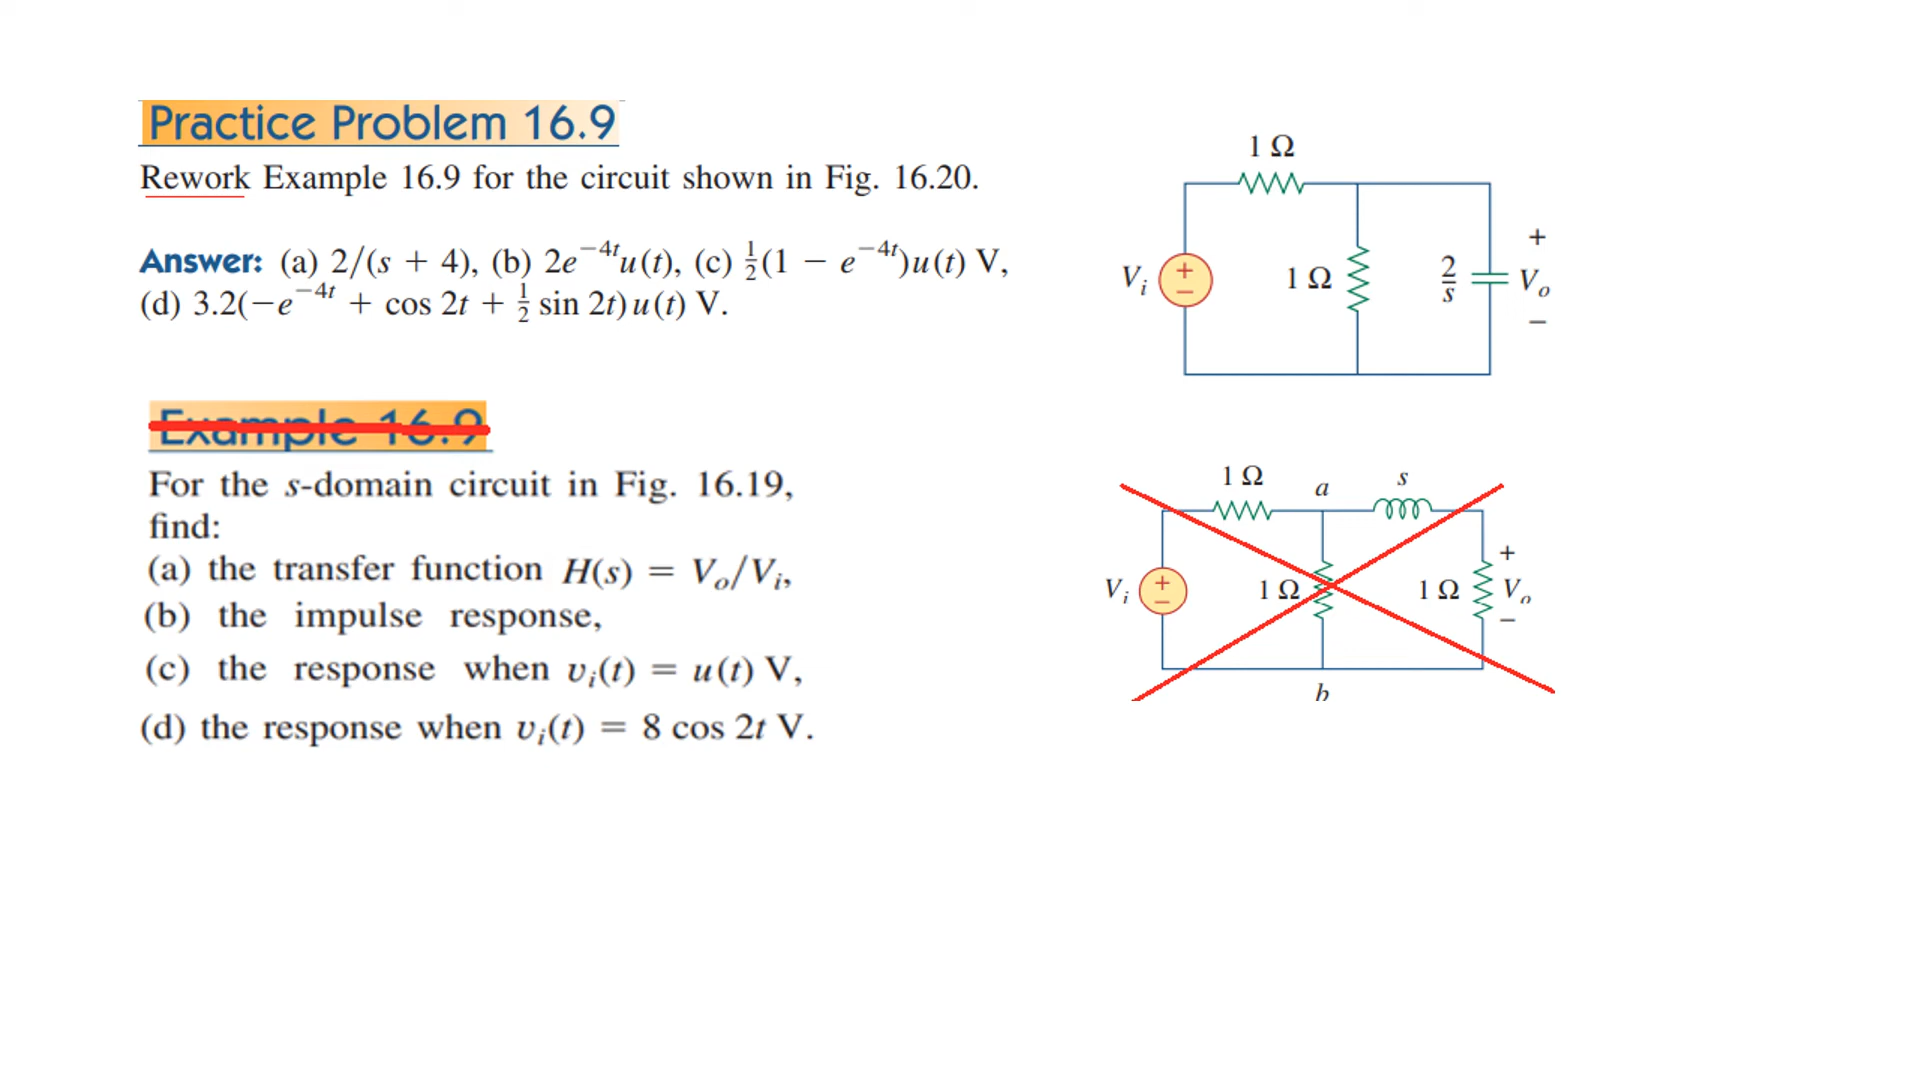 Practice Problem 16.9
Rework Example 16.9 for the circuit shown in Fig. 16.20.
Answer: (a) 2/(s + 4), (b) 2e^{−4t}u(t), (c) ½(1 − e^{−4t})u(t) V,
(d) 3.2(−e^{−4t} + cos 2t + ½ sin 2t)u(t) V.
1 Ω
V_i
+
−
1 Ω
2/s
+
V_o
−
Example 16.9
For the s-domain circuit in Fig. 16.19,
find:
(a) the transfer function H(s) = V_o/V_i,
(b) the impulse response,
(c) the response when v_i(t) = u(t) V,
(d) the response when v_i(t) = 8 cos 2t V.
1 Ω
a
s
V_i
+
−
1 Ω
1 Ω
+
V_o
−
b